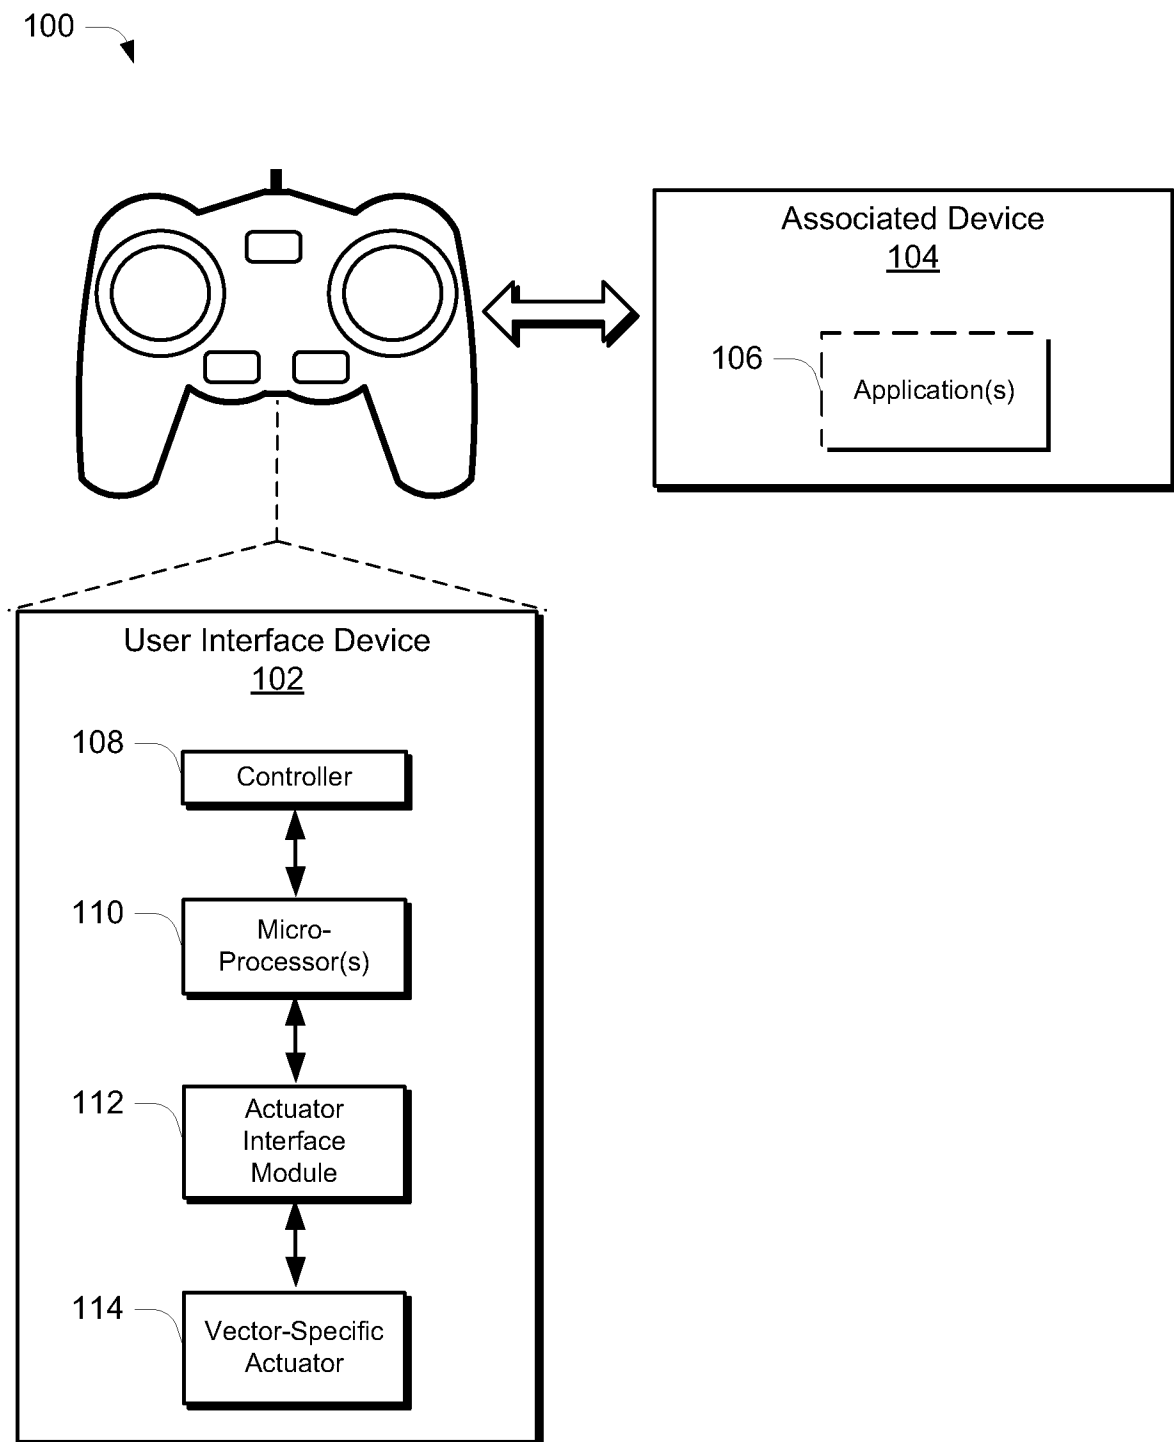 100
Associated Device
104
106
Application(s)
User Interface Device
102
108
Controller
110
Micro-
Processor(s)
112
Actuator
Interface
Module
114
Vector-Specific
Actuator